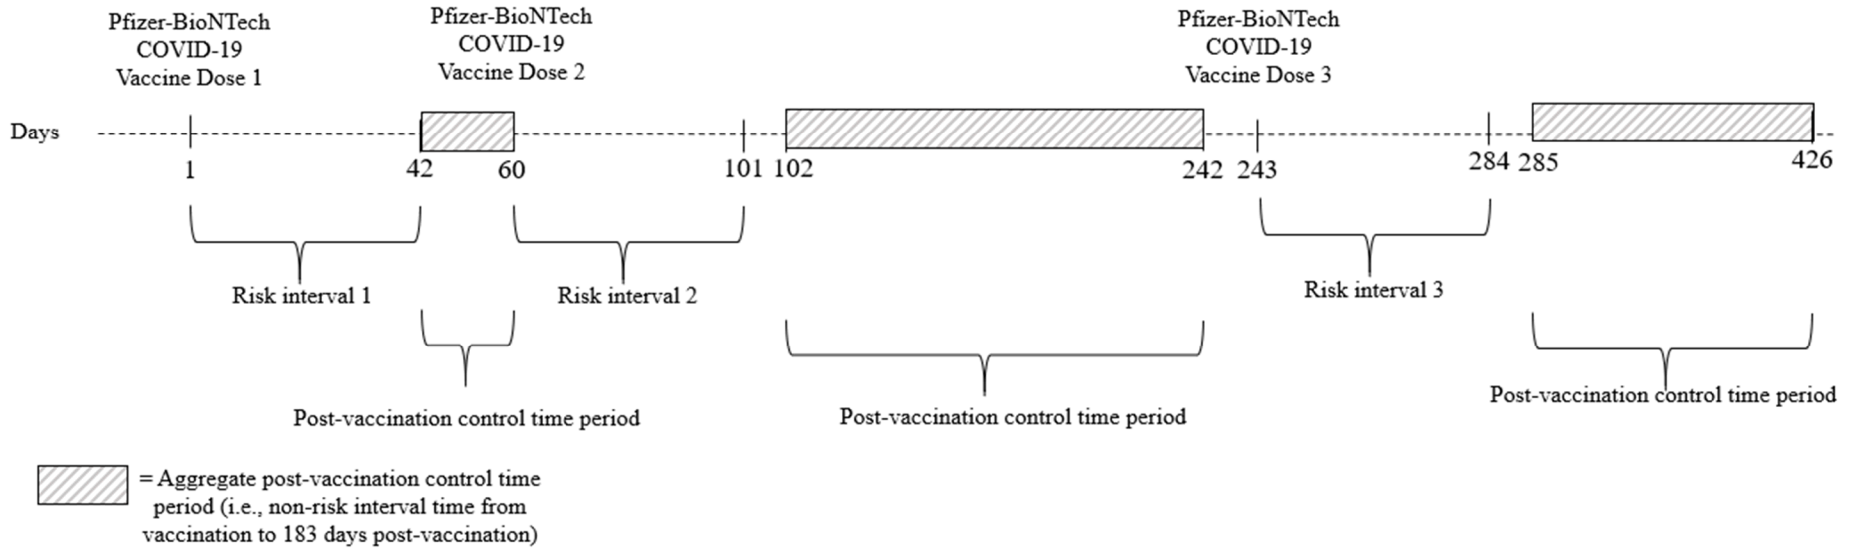 Pfizer-BioNTech
COVID-19
Vaccine Dose 1
Pfizer-BioNTech
COVID-19
Vaccine Dose 2
Pfizer-BioNTech
COVID-19
Vaccine Dose 3
Days
1
42
60
101
102
242
243
284
285
426
Risk interval 1
Risk interval 2
Risk interval 3
Post-vaccination control time period
Post-vaccination control time period
Post-vaccination control time period
= Aggregate post-vaccination control time
period (i.e., non-risk interval time from
vaccination to 183 days post-vaccination)